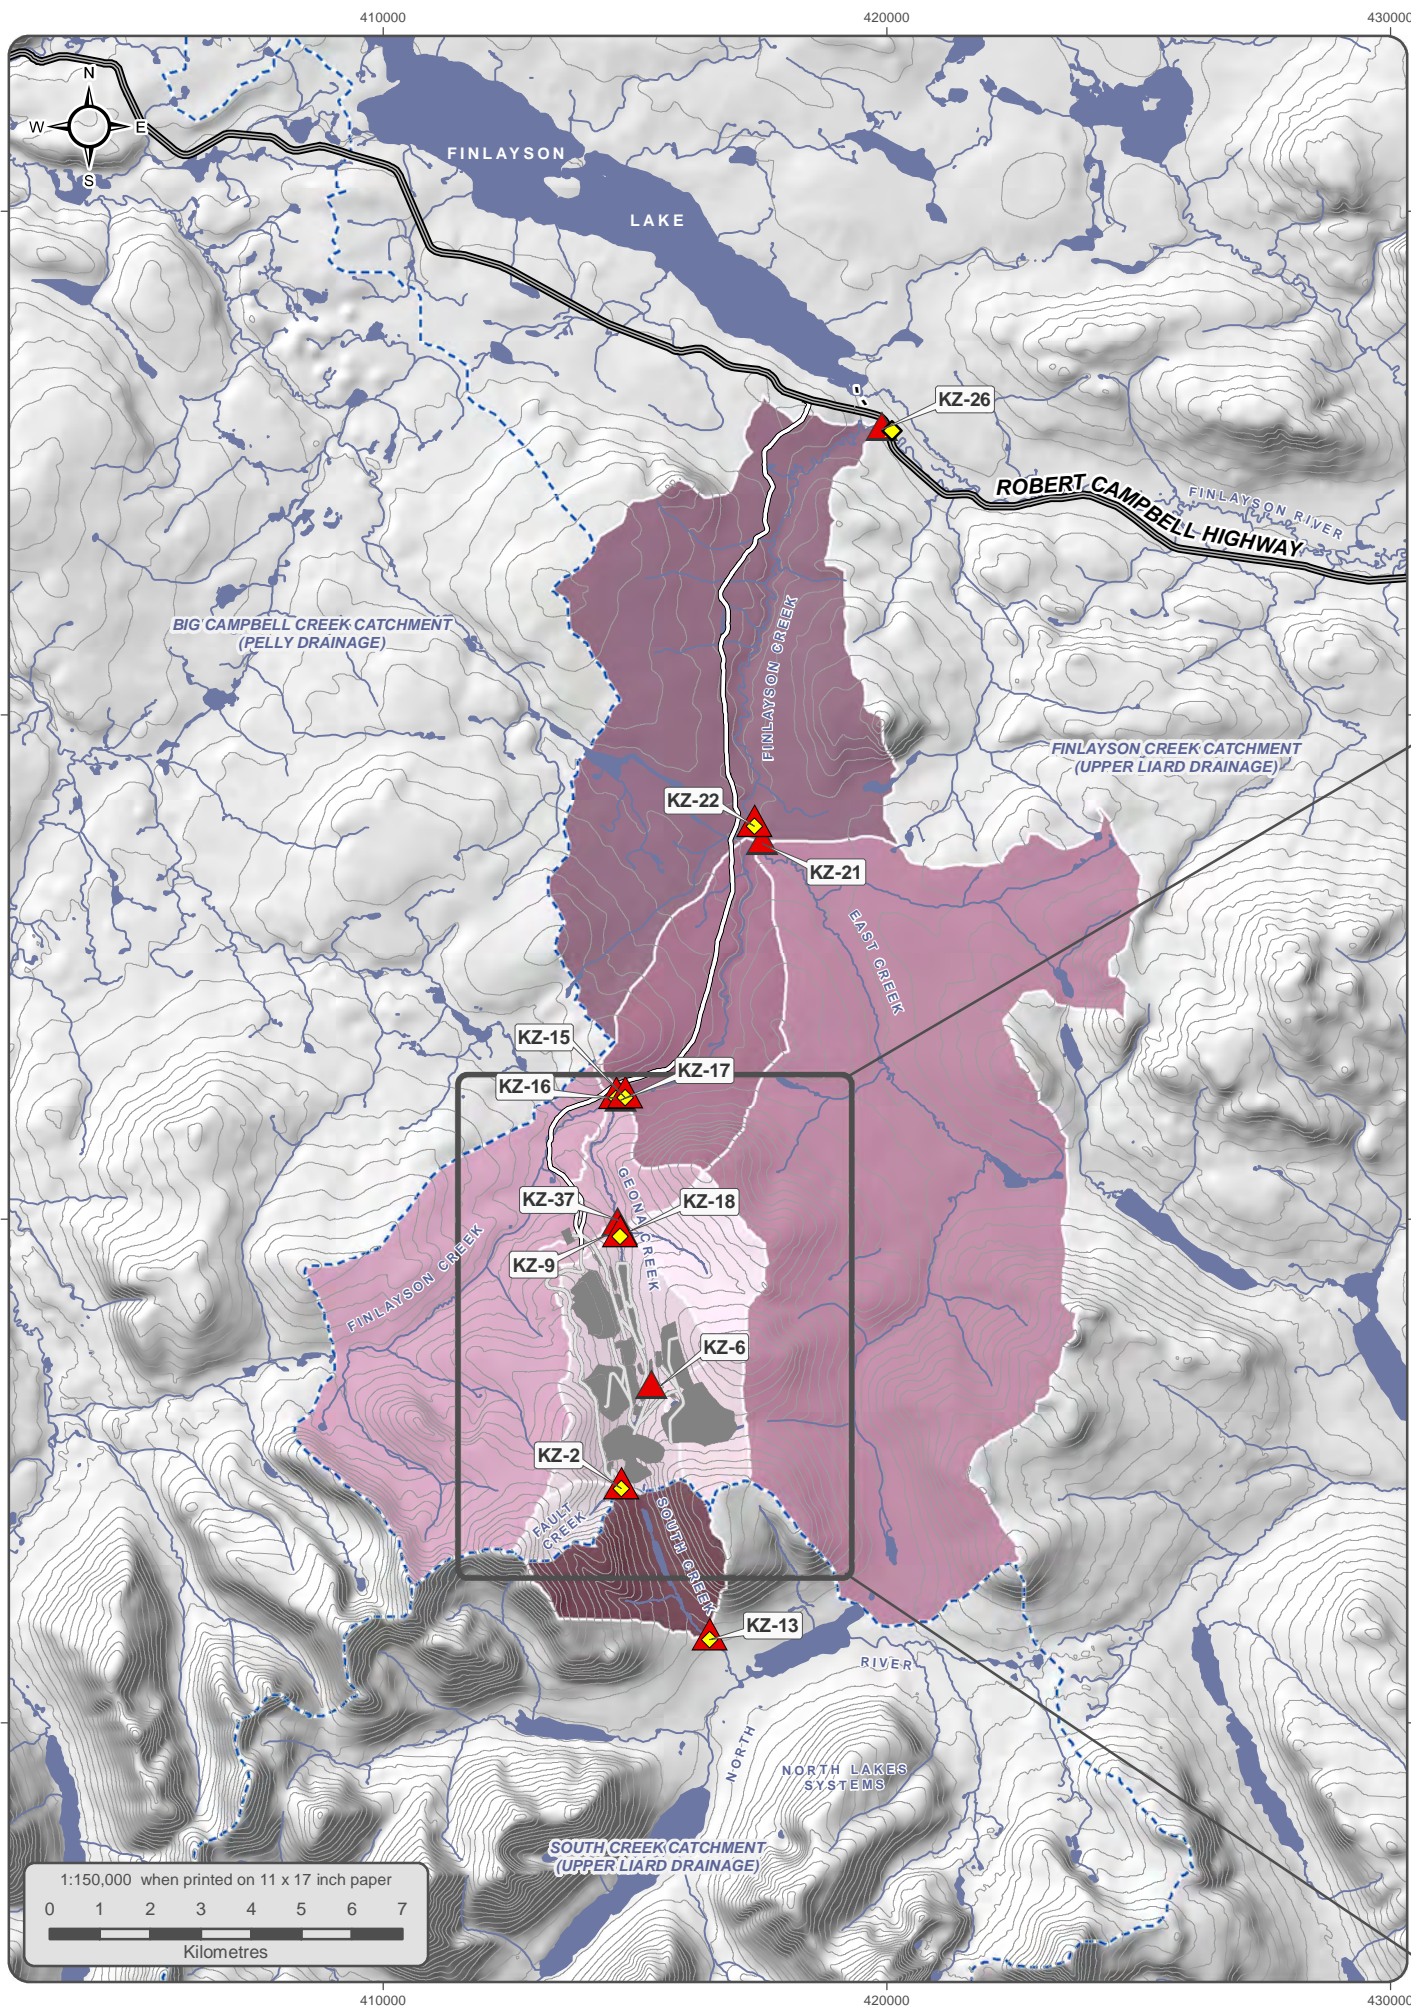 410000
420000
430000
N
W
E
S
FINLAYSON
LAKE
KZ-26
ROBERT CAMPBELL HIGHWAY
FINLAYSON RIVER
BIG CAMPBELL CREEK CATCHMENT
(PELLY DRAINAGE)
FINLAYSON CREEK
FINLAYSON CREEK CATCHMENT
(UPPER LIARD DRAINAGE)
KZ-22
KZ-21
EAST CREEK
KZ-15
KZ-17
KZ-16
GEONA CREEK
KZ-37
KZ-18
KZ-9
FINLAYSON CREEK
KZ-6
KZ-2
FAULT
CREEK
SOUTH CREEK
KZ-13
RIVER
NORTH
NORTH LAKES
SYSTEMS
SOUTH CREEK CATCHMENT
(UPPER LIARD DRAINAGE)
1:150,000 when printed on 11 x 17 inch paper
0 1 2 3 4 5 6 7
Kilometres
410000
420000
430000